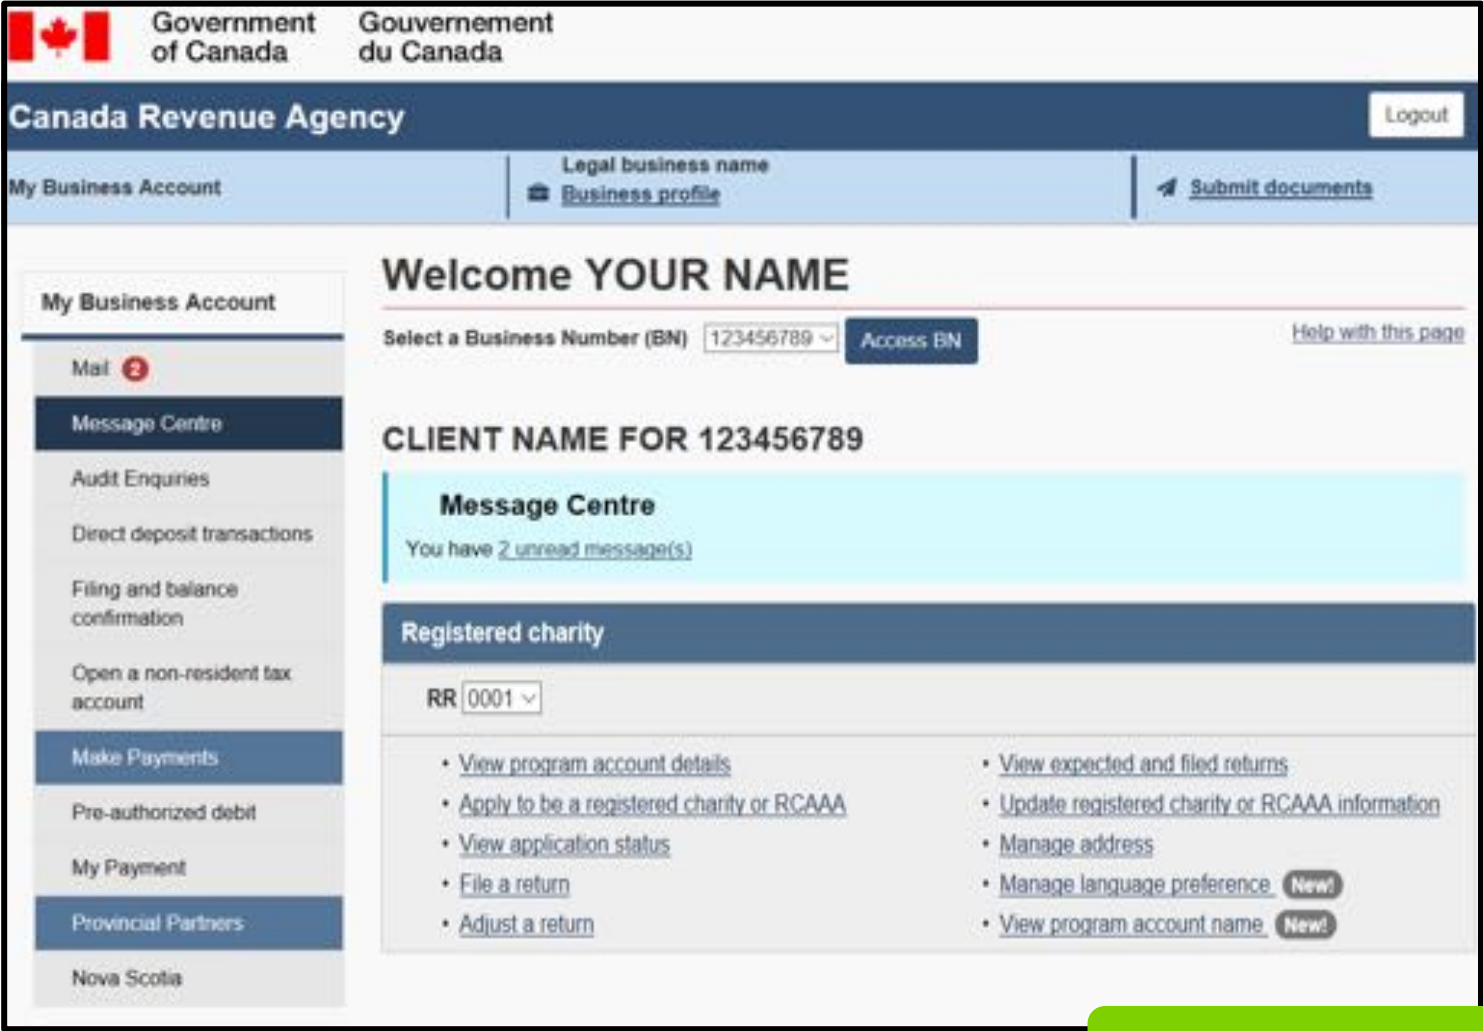 Government
of Canada
Gouvernement
du Canada
Canada Revenue Agency
Logout
My Business Account
Legal business name
Business profile
Submit documents
My Business Account
Mail 2
Message Centre
Audit Enquiries
Direct deposit transactions
Filing and balance
confirmation
Open a non-resident tax
account
Make Payments
Pre-authorized debit
My Payment
Provincial Partners
Nova Scotia
Welcome YOUR NAME
Select a Business Number (BN) 123456789 Access BN
Help with this page
CLIENT NAME FOR 123456789
Message Centre
You have 2 unread message(s)
Registered charity
RR 0001
• View program account details
• Apply to be a registered charity or RCAAA
• View application status
• File a return
• Adjust a return
• View expected and filed returns
• Update registered charity or RCAAA information
• Manage address
• Manage language preference New!
• View program account name New!